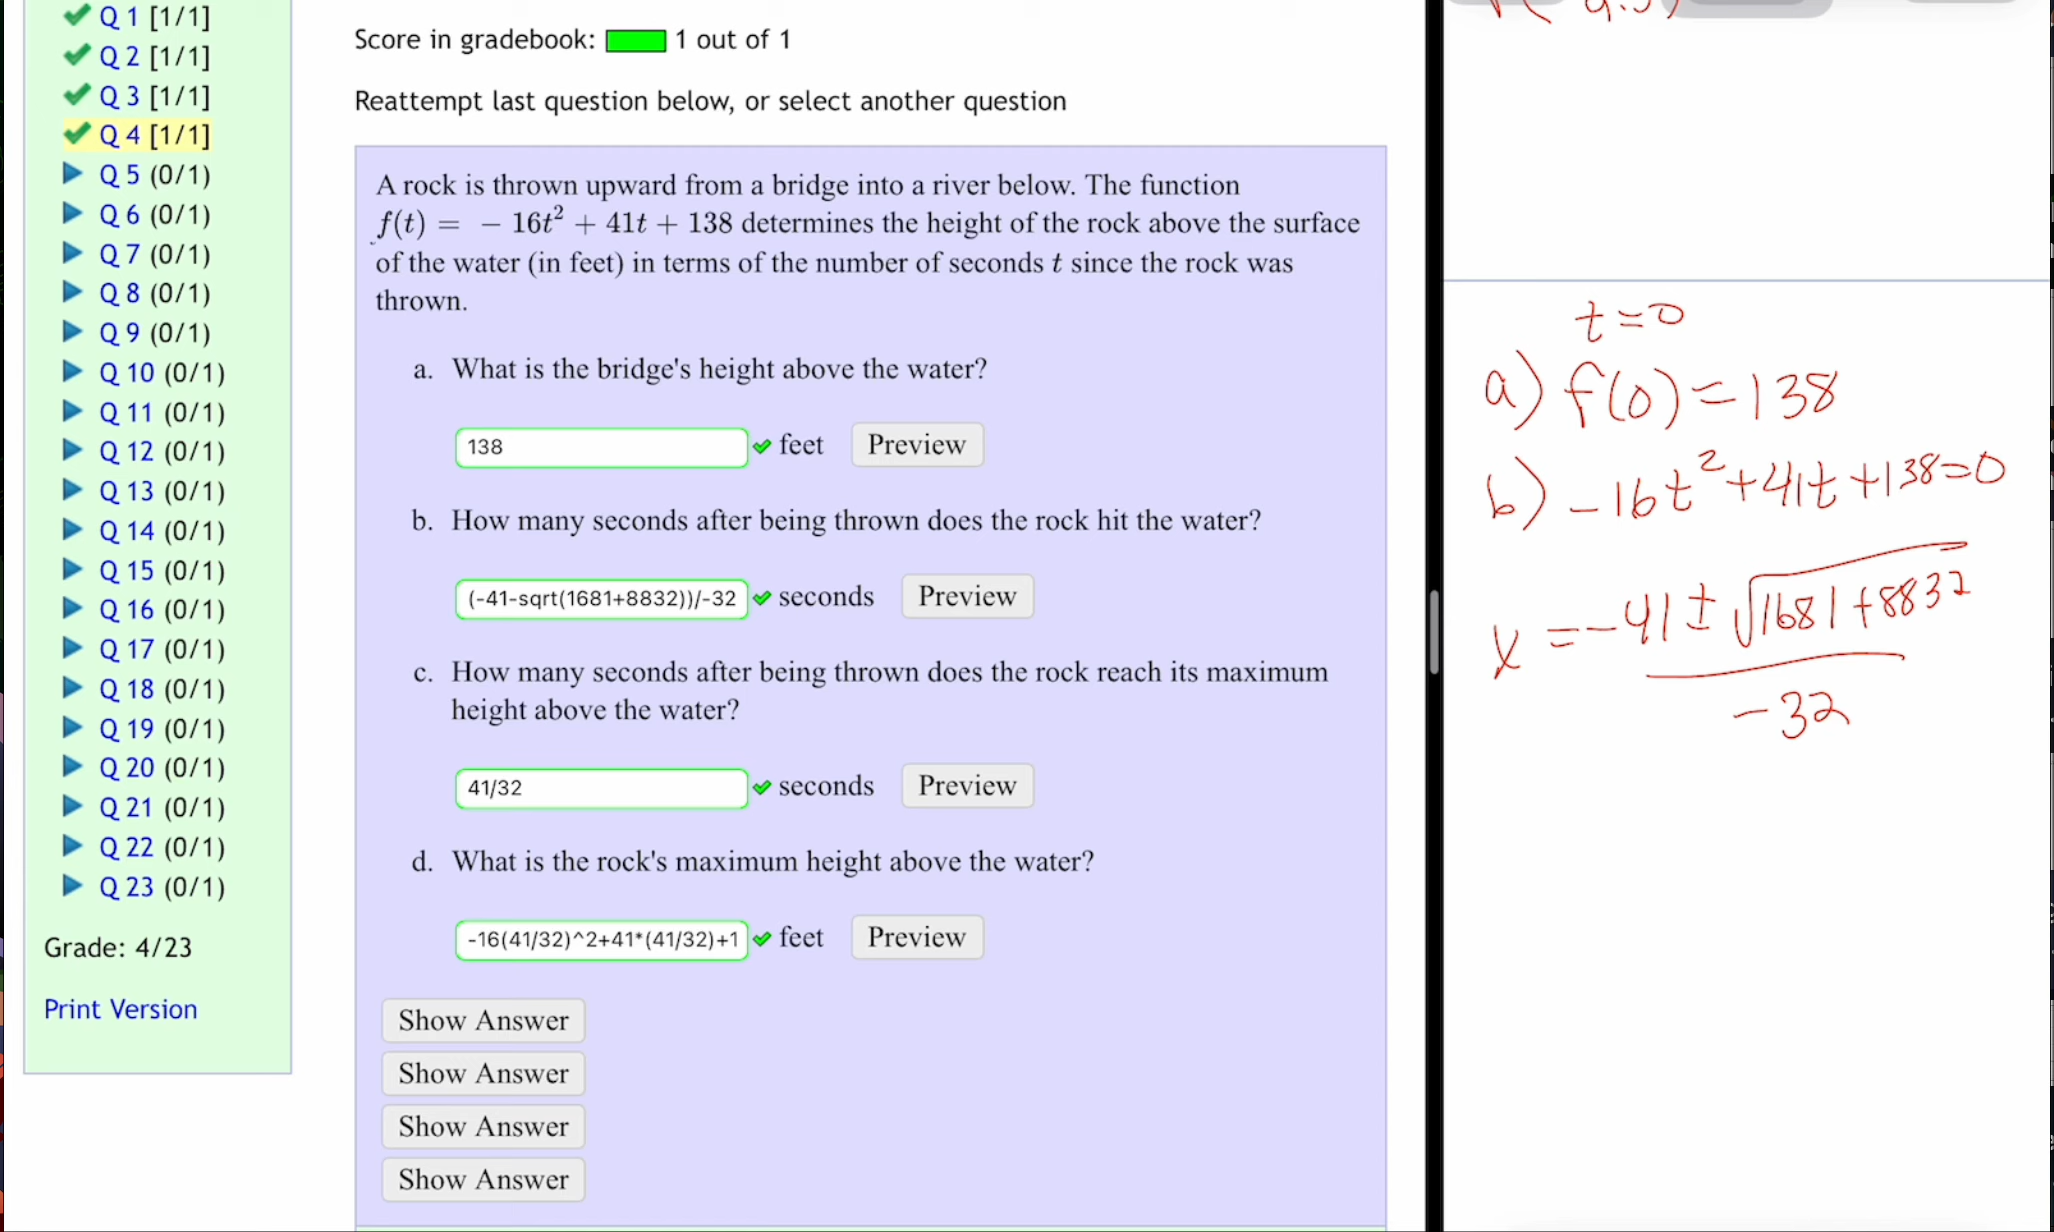 Q 1 [1/1]
Q 2 [1/1]
Q 3 [1/1]
Q 4 [1/1]
Q 5 (0/1)
Q 6 (0/1)
Q 7 (0/1)
Q 8 (0/1)
Q 9 (0/1)
Q 10 (0/1)
Q 11 (0/1)
Q 12 (0/1)
Q 13 (0/1)
Q 14 (0/1)
Q 15 (0/1)
Q 16 (0/1)
Q 17 (0/1)
Q 18 (0/1)
Q 19 (0/1)
Q 20 (0/1)
Q 21 (0/1)
Q 22 (0/1)
Q 23 (0/1)
Grade: 4/23
Print Version
Score in gradebook: 1 out of 1
Reattempt last question below, or select another question
A rock is thrown upward from a bridge into a river below. The function
f(t) = − 16t² + 41t + 138 determines the height of the rock above the surface
of the water (in feet) in terms of the number of seconds t since the rock was
thrown.
a. What is the bridge's height above the water?
138 feet Preview
b. How many seconds after being thrown does the rock hit the water?
(-41-sqrt(1681+8832))/-32 seconds Preview
c. How many seconds after being thrown does the rock reach its maximum
height above the water?
41/32 seconds Preview
d. What is the rock's maximum height above the water?
-16(41/32)^2+41*(41/32)+1 feet Preview
Show Answer
Show Answer
Show Answer
Show Answer
t=0
a) f(0)=138
b) -16t²+41t+138=0
x = -41 ± √1681+8832
-32